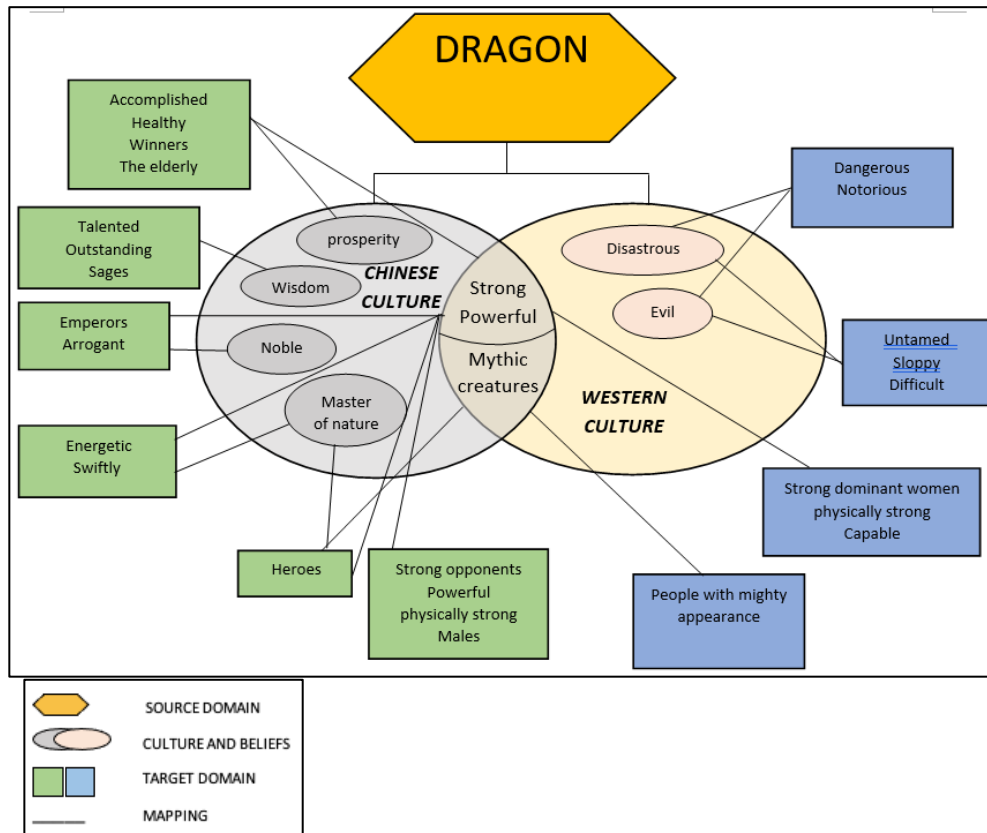 DRAGON
Accomplished
Healthy
Winners
The elderly
Talented
Outstanding
Sages
Emperors
Arrogant
Energetic
Swiftly
Heroes
Strong opponents
Powerful
physically strong
Males
prosperity
Wisdom
CHINESE
CULTURE
Noble
Master
of nature
Strong
Powerful
Mythic
creatures
Disastrous
Evil
WESTERN
CULTURE
Dangerous
Notorious
Untamed
Sloppy
Difficult
Strong dominant women
physically strong
Capable
People with mighty
appearance
SOURCE DOMAIN
CULTURE AND BELIEFS
TARGET DOMAIN
MAPPING